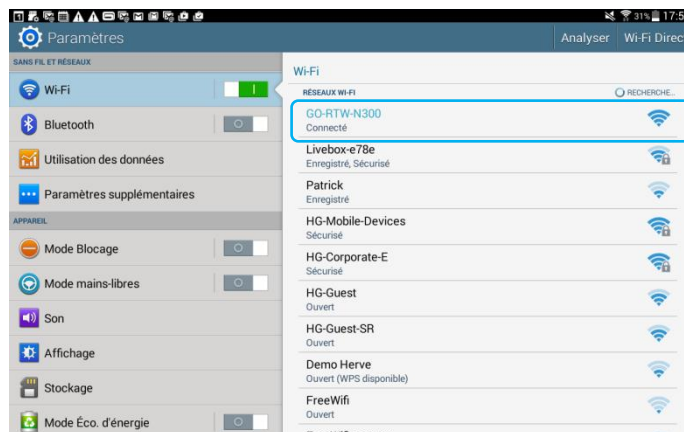 31% 17:5
Paramètres
Analyser Wi-Fi Direc
SANS FIL ET RÉSEAUX
Wi-Fi
Bluetooth
Utilisation des données
Paramètres supplémentaires
APPAREIL
Mode Blocage
Mode mains-libres
Son
Affichage
Stockage
Mode Éco. d'énergie
Wi-Fi
RÉSEAUX WI-FI
RECHERCHE..
GO-RTW-N300
Connecté
Livebox-e78e
Enregistré, Sécurisé
Patrick
Enregistré
HG-Mobile-Devices
Sécurisé
HG-Corporate-E
Sécurisé
HG-Guest
Ouvert
HG-Guest-SR
Ouvert
Demo Herve
Ouvert (WPS disponible)
FreeWifi
Ouvert